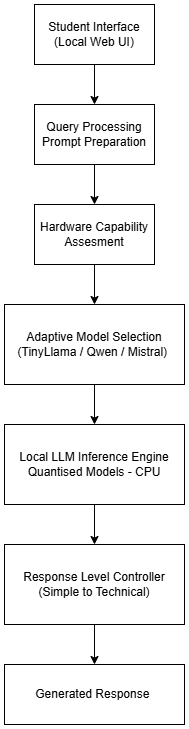 Student Interface
(Local Web UI)
Query Processing
Prompt Preparation
Hardware Capability
Assesment
Adaptive Model Selection
(TinyLlama / Qwen / Mistral)
Local LLM Inference Engine
Quantised Models - CPU
Response Level Controller
(Simple to Technical)
Generated Response